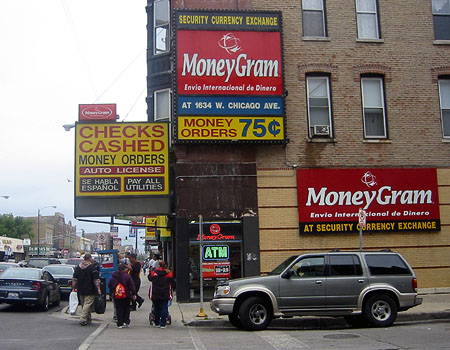 SECURITY CURRENCY EXCHANGE
MoneyGram
Envio Internacional de Dinero
AT 1634 W. CHICAGO AVE.
MONEY ORDERS 75¢
MoneyGram
CHECKS
CASHED
MONEY ORDERS
AUTO LICENSE
SE HABLA
ESPAÑOL
PAY ALL
UTILITIES
MoneyGram
Envio Internacional de Dinero
AT SECURITY CURRENCY EXCHANGE
MoneyGram
ATM